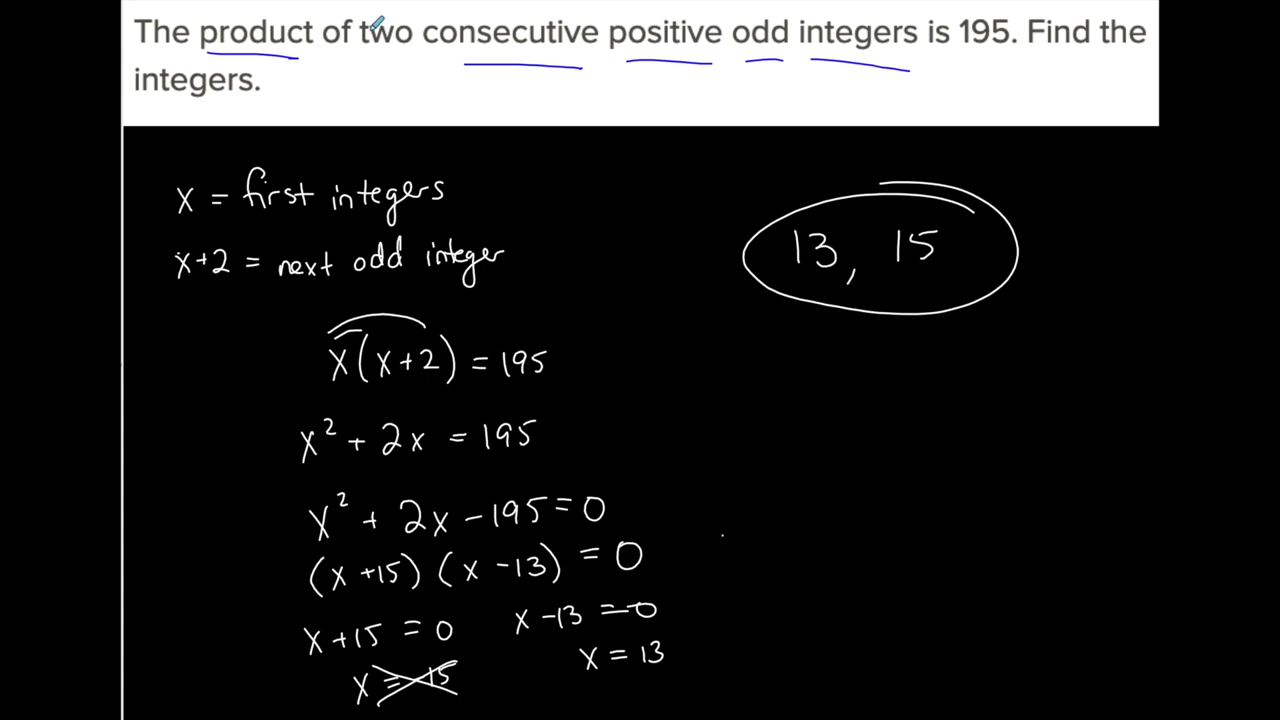 The product of two consecutive positive odd integers is 195. Find the
integers.
x = first integers
x+2 = next odd integer
13, 15
x(x+2) = 195
x² + 2x = 195
x² + 2x - 195 = 0
(x +15) (x -13) = 0
x +15 = 0 x -13 = 0
x = -15 x = 13